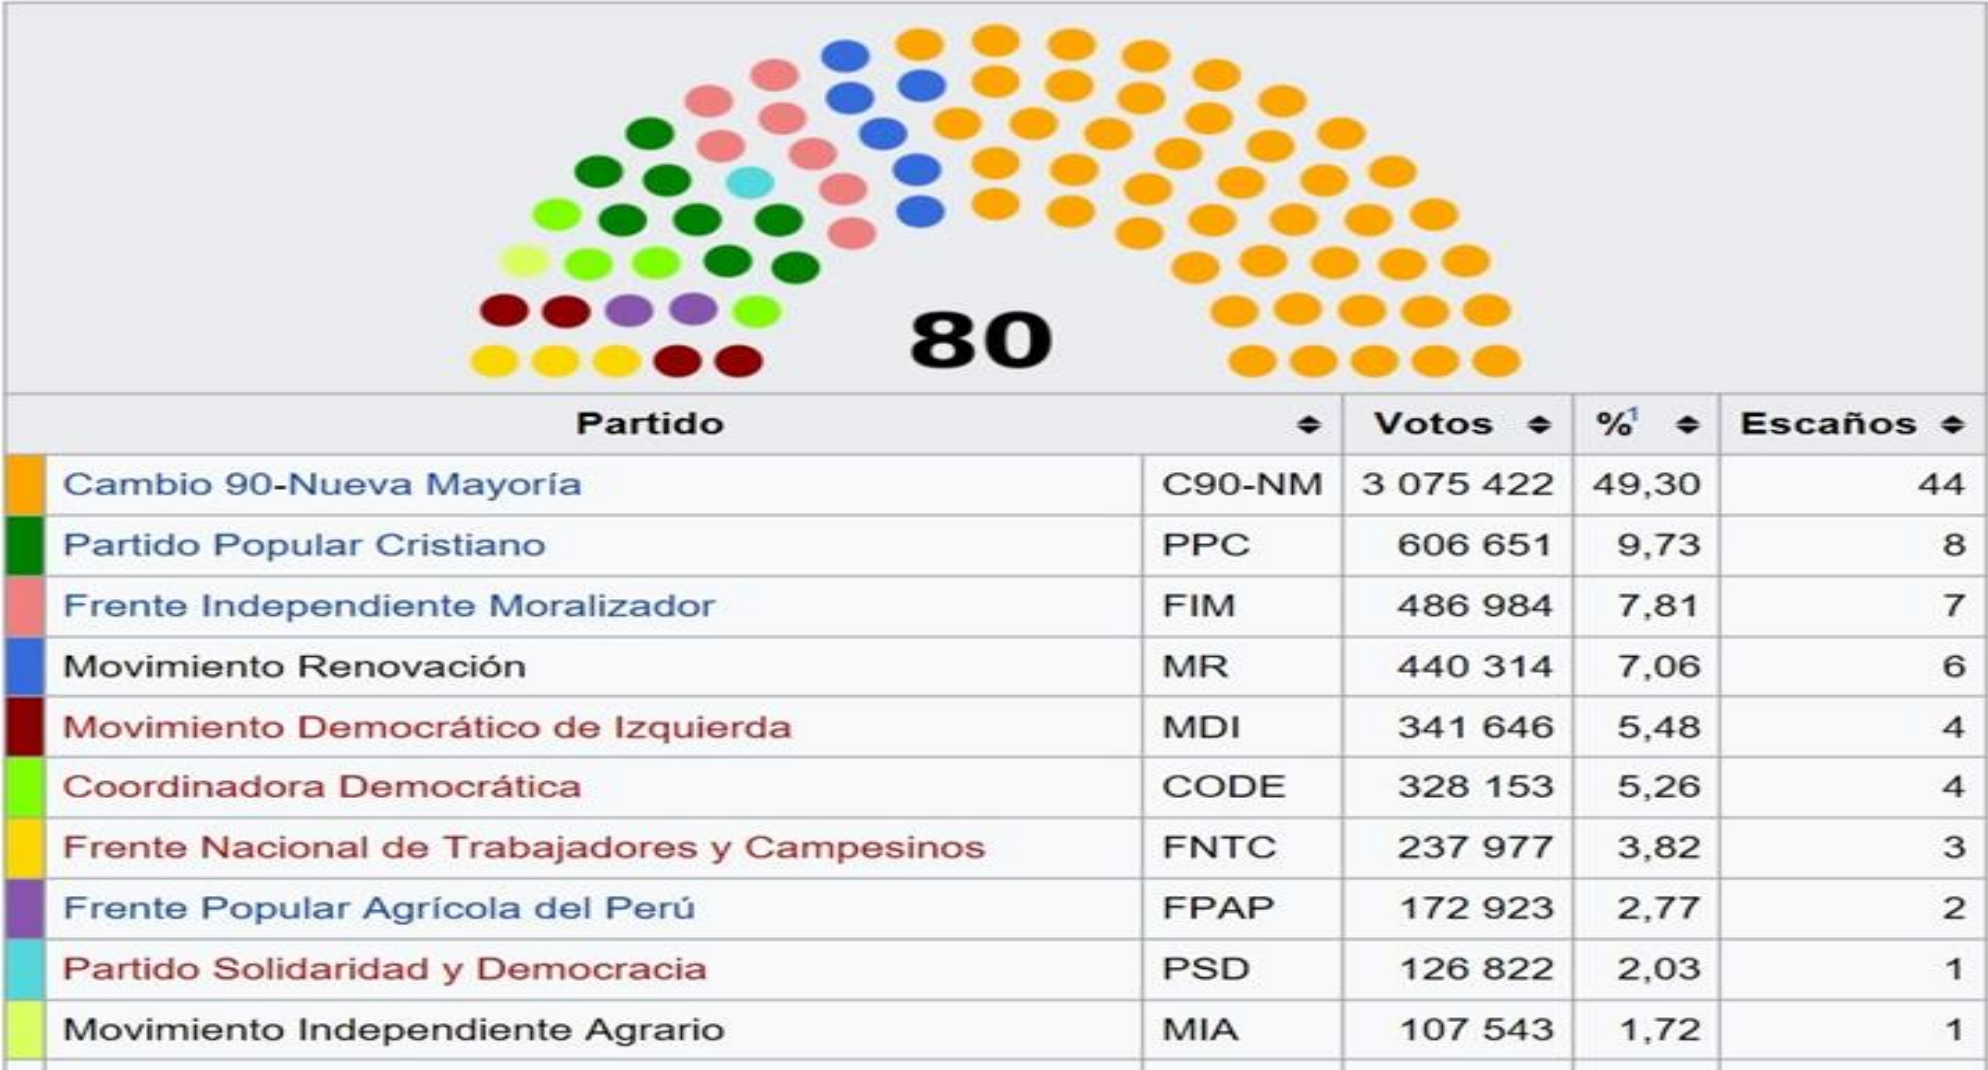 80
Partido Votos %1 Escaños
Cambio 90-Nueva Mayoría C90-NM 3 075 422 49,30 44
Partido Popular Cristiano PPC 606 651 9,73 8
Frente Independiente Moralizador FIM 486 984 7,81 7
Movimiento Renovación MR 440 314 7,06 6
Movimiento Democrático de Izquierda MDI 341 646 5,48 4
Coordinadora Democrática CODE 328 153 5,26 4
Frente Nacional de Trabajadores y Campesinos FNTC 237 977 3,82 3
Frente Popular Agrícola del Perú FPAP 172 923 2,77 2
Partido Solidaridad y Democracia PSD 126 822 2,03 1
Movimiento Independiente Agrario MIA 107 543 1,72 1